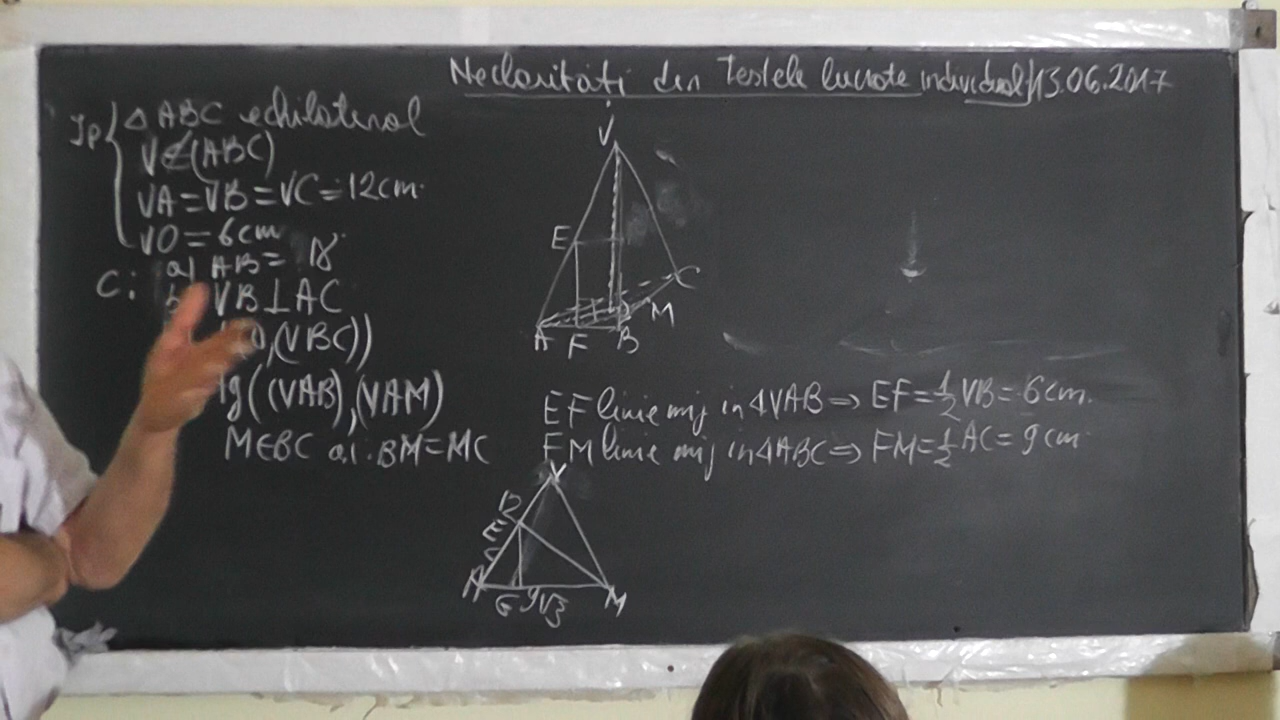 Neclarități din Testele lucrate individual/13.06.2017
Ip
△ABC echilateral
V∉(ABC)
VA=VB=VC=12cm
VO=6cm
C: a) AB= 18
VB⊥AC
,(VBC))
tg((VAB),(VAM)
M∈BC a.î. BM=MC
V
E
C
M
A F B
EF linie mij in △VAB ⇒ EF=½VB=6cm.
FM linie mij in △ABC ⇒ FM=½AC=9cm
V
12
E
A
G 9√3 M